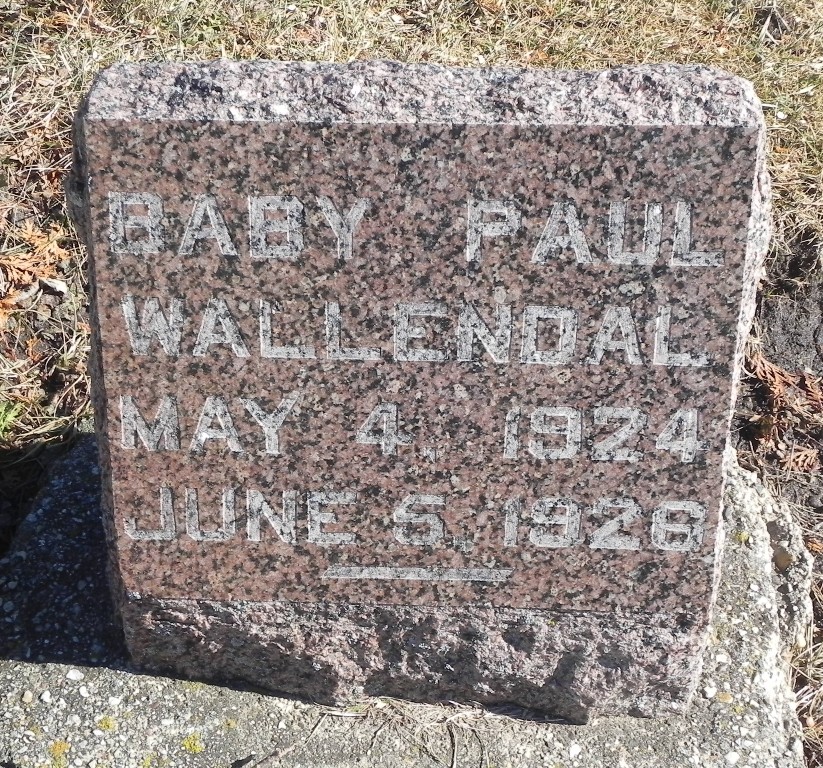 BABY PAUL
WALLENDAL
MAY 4, 1924
JUNE 5, 1926